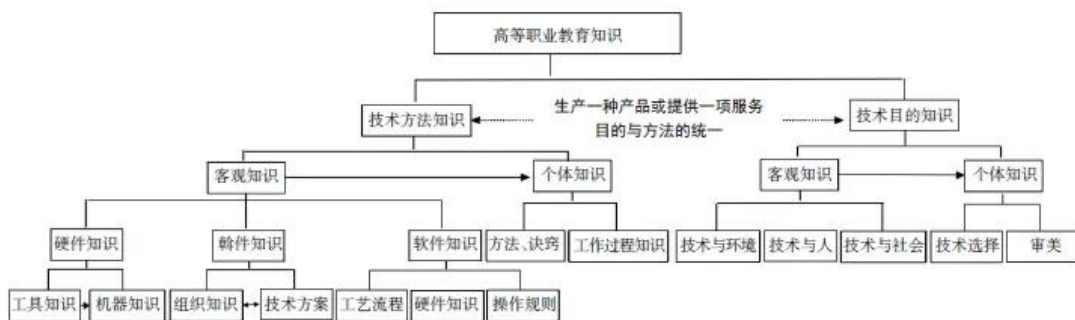 高等职业教育知识
生产一种产品或提供一项服务
目的与方法的统一
技术方法知识
技术目的知识
客观知识
个体知识
客观知识
个体知识
硬件知识
斡件知识
软件知识
方法、诀窍
工作过程知识
技术与环境
技术与人
技术与社会
技术选择
审美
工具知识
机器知识
组织知识
技术方案
工艺流程
硬件知识
操作规则